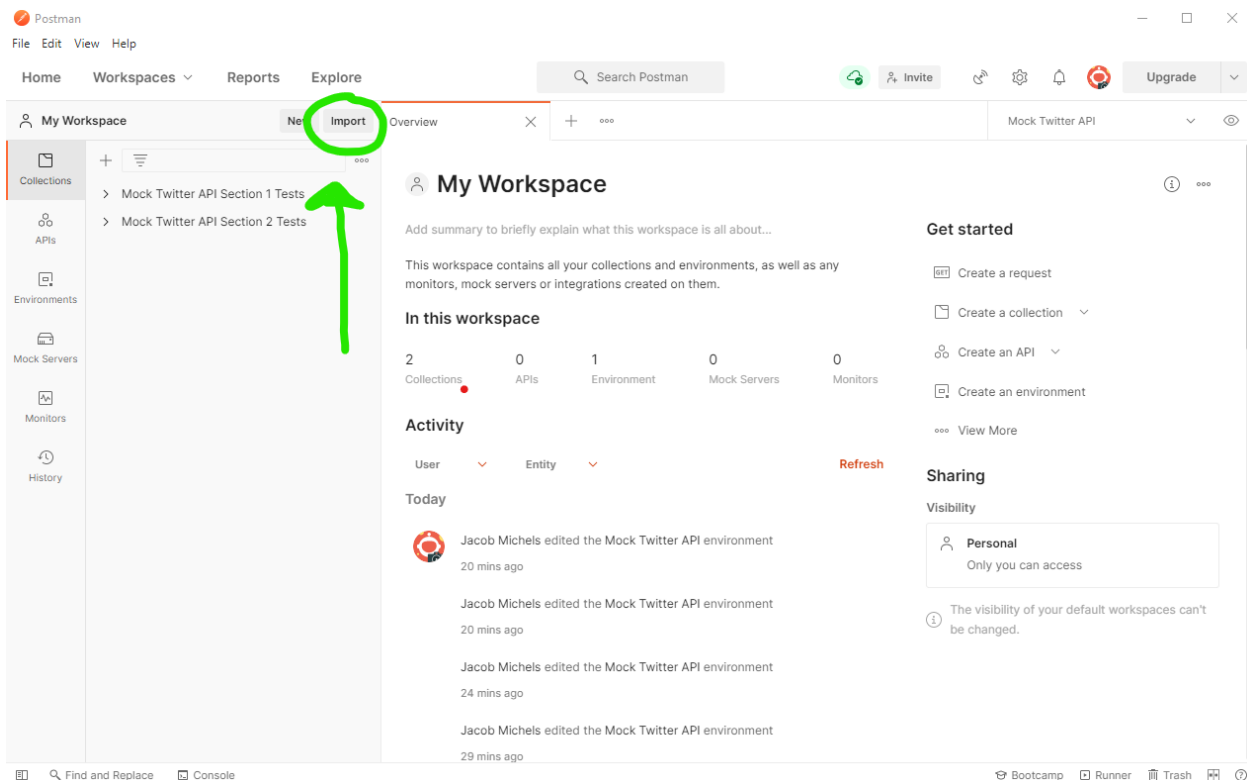 Postman
File Edit View Help
Home Workspaces Reports Explore
Search Postman
Invite
Upgrade
My Workspace
Import
Overview
Mock Twitter API
Collections
APIs
Environments
Mock Servers
Monitors
History
Mock Twitter API Section 1 Tests
Mock Twitter API Section 2 Tests
My Workspace
Add summary to briefly explain what this workspace is all about...
This workspace contains all your collections and environments, as well as any
monitors, mock servers or integrations created on them.
In this workspace
2 0 1 0 0
Collections APIs Environment Mock Servers Monitors
Activity
User Entity Refresh
Today
Jacob Michels edited the Mock Twitter API environment
20 mins ago
Jacob Michels edited the Mock Twitter API environment
20 mins ago
Jacob Michels edited the Mock Twitter API environment
24 mins ago
Jacob Michels edited the Mock Twitter API environment
29 mins ago
Get started
GET Create a request
Create a collection
Create an API
Create an environment
View More
Sharing
Visibility
Personal
Only you can access
The visibility of your default workspaces can't
be changed.
Find and Replace Console Bootcamp Runner Trash